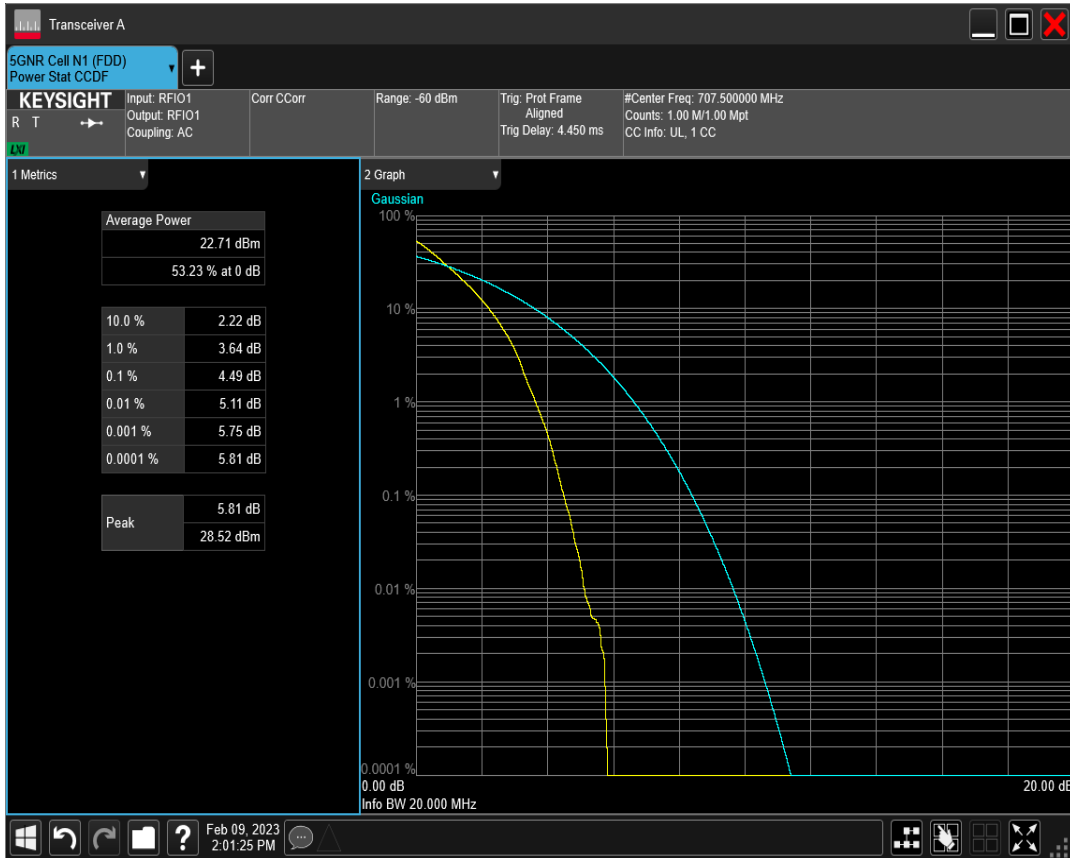 Transceiver A
5GNR Cell N1 (FDD)
Power Stat CCDF
+
KEYSIGHT
R T
LXI
Input: RFIO1
Output: RFIO1
Coupling: AC
Corr CCorr
Range: -60 dBm
Trig: Prot Frame
Aligned
Trig Delay: 4.450 ms
#Center Freq: 707.500000 MHz
Counts: 1.00 M/1.00 Mpt
CC Info: UL, 1 CC
1 Metrics
Average Power
22.71 dBm
53.23 % at 0 dB
10.0 % 2.22 dB
1.0 % 3.64 dB
0.1 % 4.49 dB
0.01 % 5.11 dB
0.001 % 5.75 dB
0.0001 % 5.81 dB
Peak
5.81 dB
28.52 dBm
2 Graph
Gaussian
100 %
10 %
1 %
0.1 %
0.01 %
0.001 %
0.0001 %
0.00 dB
20.00 dB
Info BW 20.000 MHz
?
Feb 09, 2023
2:01:25 PM